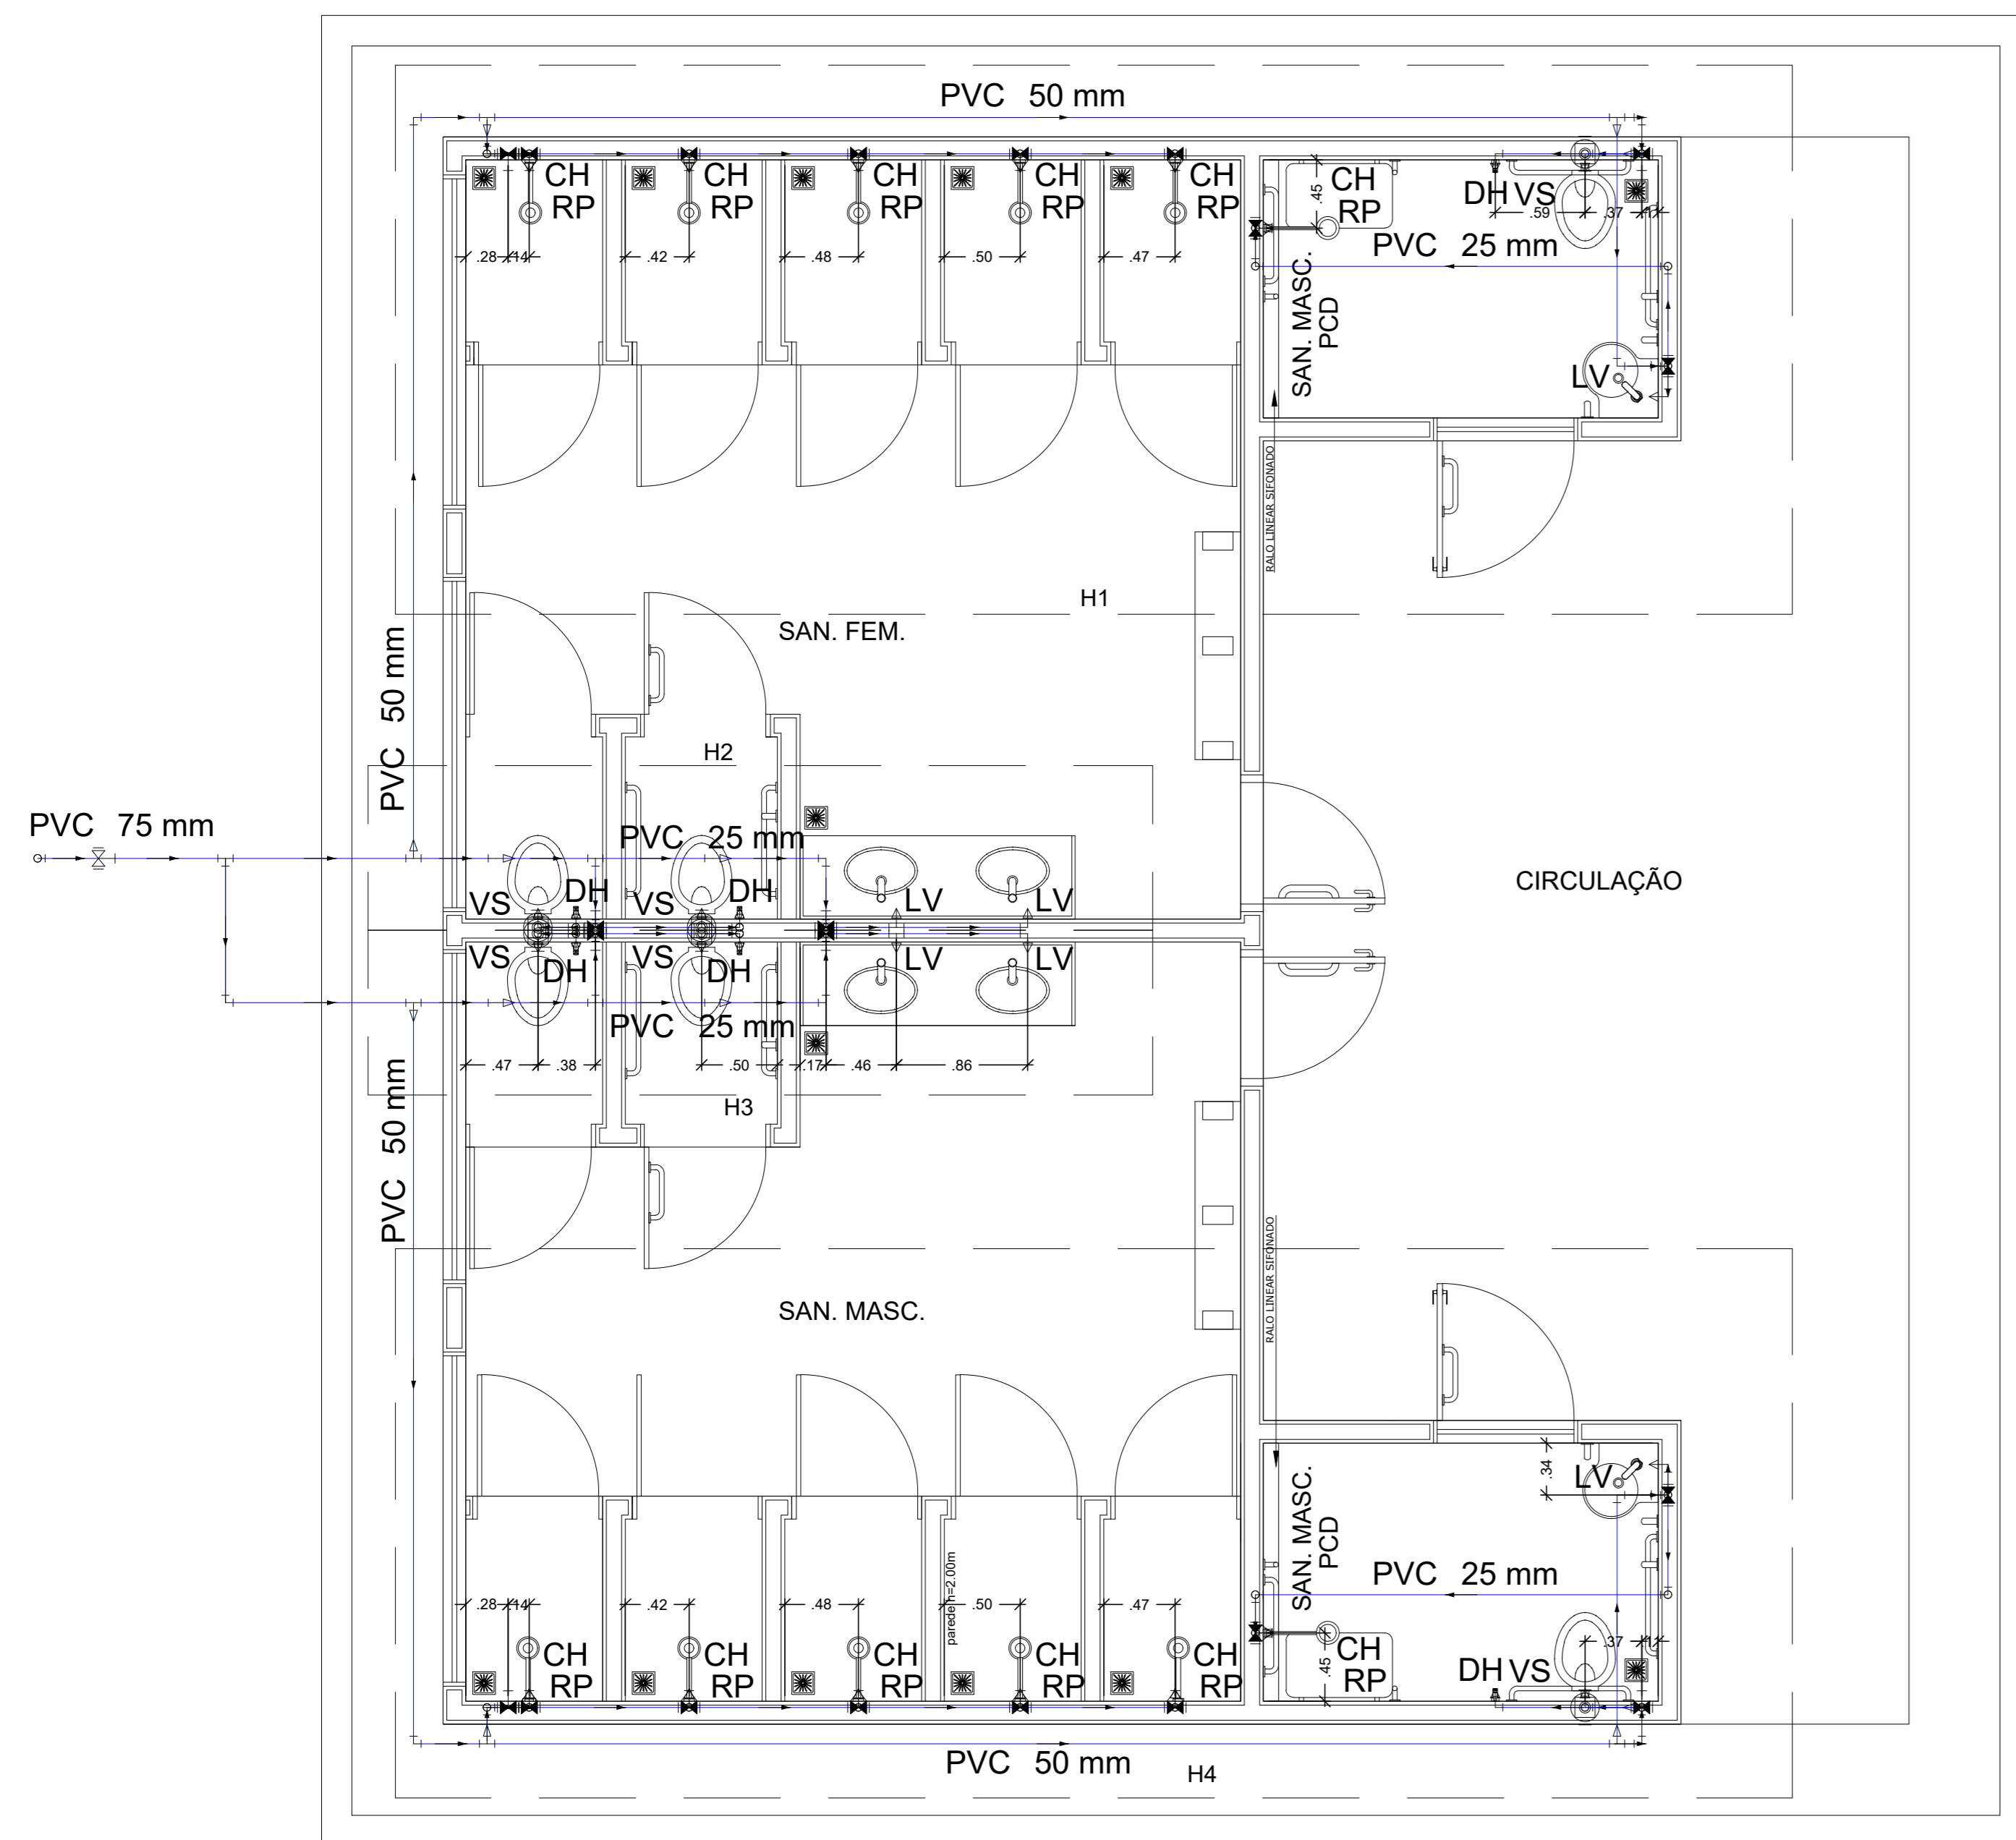 PVC 50 mm
CH
RP
CH
RP
CH
RP
CH
RP
CH
RP
CH
RP
.45
DH VS
.59
.37
.28
.14
.42
.48
.50
.47
PVC 25 mm
SAN. MASC.
PCD
LV
RALO LINEAR SIFONADO
H1
SAN. FEM.
PVC 50 mm
H2
PVC 75 mm
PVC 25 mm
CIRCULAÇÃO
VS
DH
VS
DH
LV
LV
VS
DH
VS
DH
LV
LV
PVC 25 mm
.47
.38
.50
.17
.46
.86
H3
PVC 50 mm
RALO LINEAR SIFONADO
SAN. MASC.
.34
LV
SAN. MASC.
PCD
PVC 25 mm
parede h=2.00m
.28
.14
.42
.48
.50
.47
.37
CH
RP
CH
RP
CH
RP
CH
RP
CH
RP
.45
CH
RP
DH VS
PVC 50 mm
H4